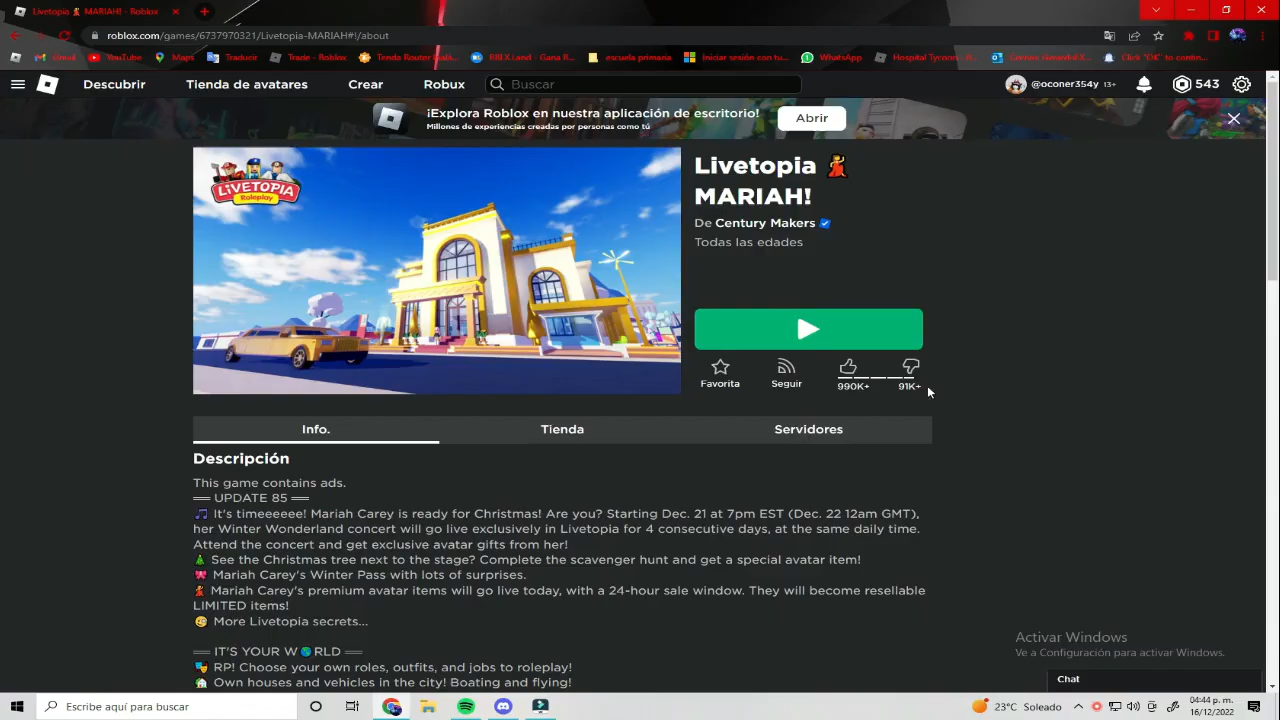 Livetopia 💃 MARIAH! - Roblox
roblox.com/games/6737970321/Livetopia-MARIAH#!/about
Gmail
YouTube
Maps
Traducir
Trade - Roblox
Tienda Router
BIILX Land - Gana R...
escuela primaria
Iniciar sesión con tu...
WhatsApp
Hospital Tycoon - R...
Click "OK" to contin...
Descubrir
Tienda de avatares
Crear
Robux
Buscar
@oconer354y 13+
543
¡Explora Roblox en nuestra aplicación de escritorio!
Millones de experiencias creadas por personas como tú
Abrir
LIVETOPIA
Roleplay
Livetopia 💃
MARIAH!
De Century Makers
Todas las edades
Favorita
Seguir
990K+
91K+
Info.
Tienda
Servidores
Descripción
This game contains ads.
══ UPDATE 85 ══
🎵 It's timeeeeee! Mariah Carey is ready for Christmas! Are you? Starting Dec. 21 at 7pm EST (Dec. 22 12am GMT),
her Winter Wonderland concert will go live exclusively in Livetopia for 4 consecutive days, at the same daily time.
Attend the concert and get exclusive avatar gifts from her!
🎄 See the Christmas tree next to the stage? Complete the scavenger hunt and get a special avatar item!
🎀 Mariah Carey's Winter Pass with lots of surprises.
💃 Mariah Carey's premium avatar items will go live today, with a 24-hour sale window. They will become resellable
LIMITED items!
😄 More Livetopia secrets...
══ IT'S YOUR W🌎RLD ══
🎭 RP! Choose your own roles, outfits, and jobs to roleplay!
🏠 Own houses and vehicles in the city! Boating and flying!
Activar Windows
Ve a Configuración para activar Windows.
Chat
Escribe aquí para buscar
23°C Soleado
04:44 p. m.
16/12/2022